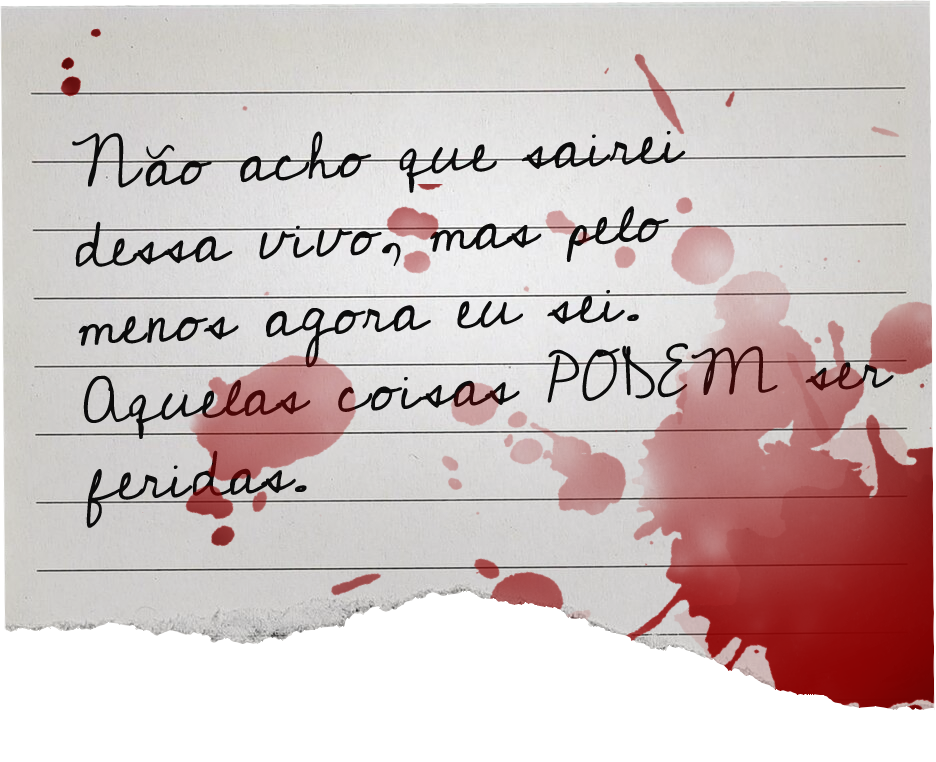 Não acho que sairei
dessa vivo, mas pelo
menos agora eu sei.
Aquelas coisas PODEM ser
feridas.